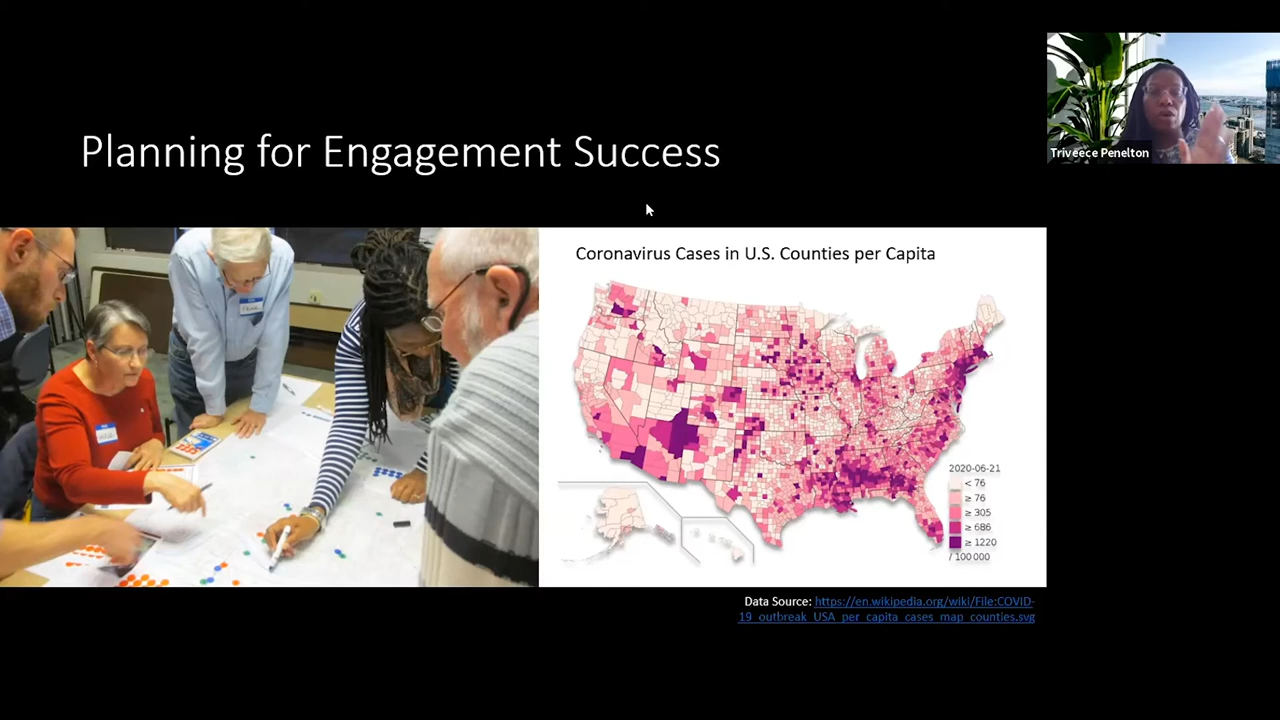 Planning for Engagement Success
Triveece Penelton
Coronavirus Cases in U.S. Counties per Capita
2020-06-21
< 76
≥ 76
≥ 305
≥ 686
≥ 1220
/ 100 000
Data Source: https://en.wikipedia.org/wiki/File:COVID-
19_outbreak_USA_per_capita_cases_map_counties.svg